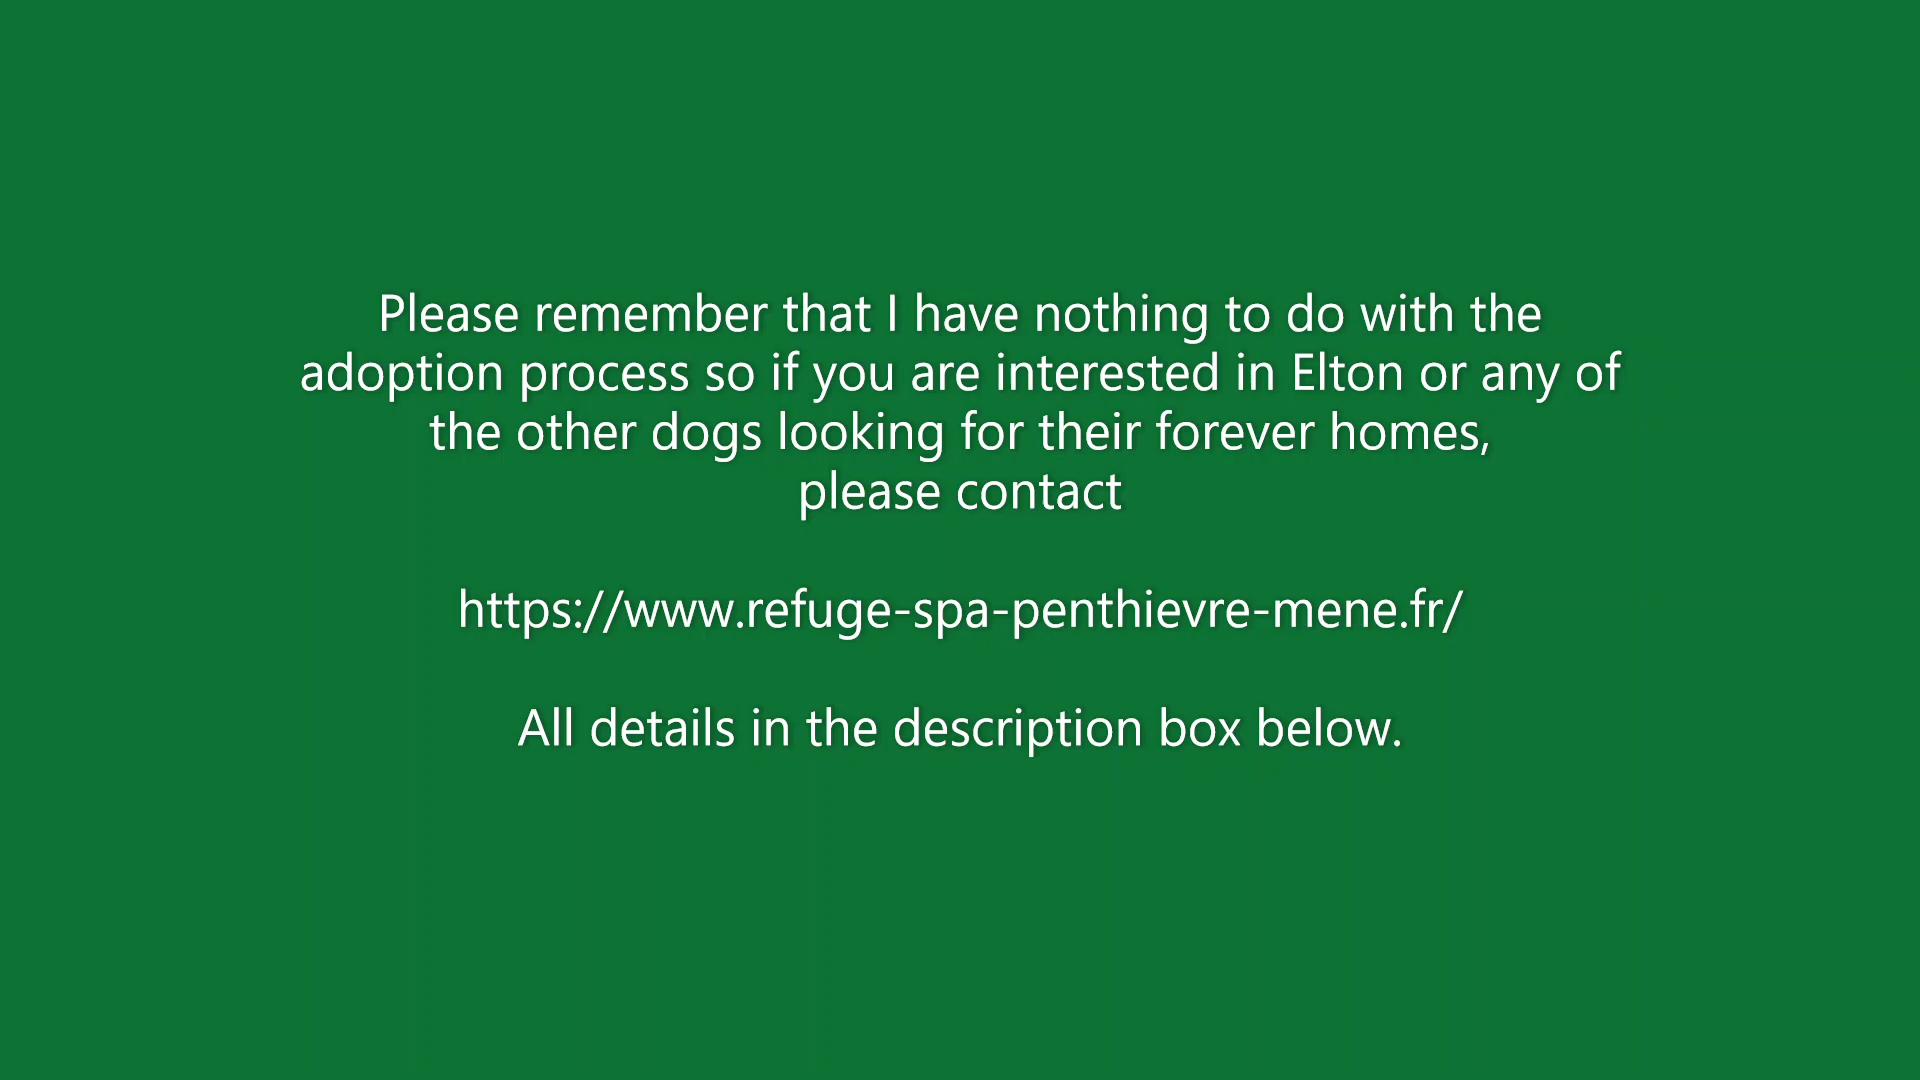 Please remember that I have nothing to do with the
adoption process so if you are interested in Elton or any of
the other dogs looking for their forever homes,
please contact
https://www.refuge-spa-penthievre-mene.fr/
All details in the description box below.